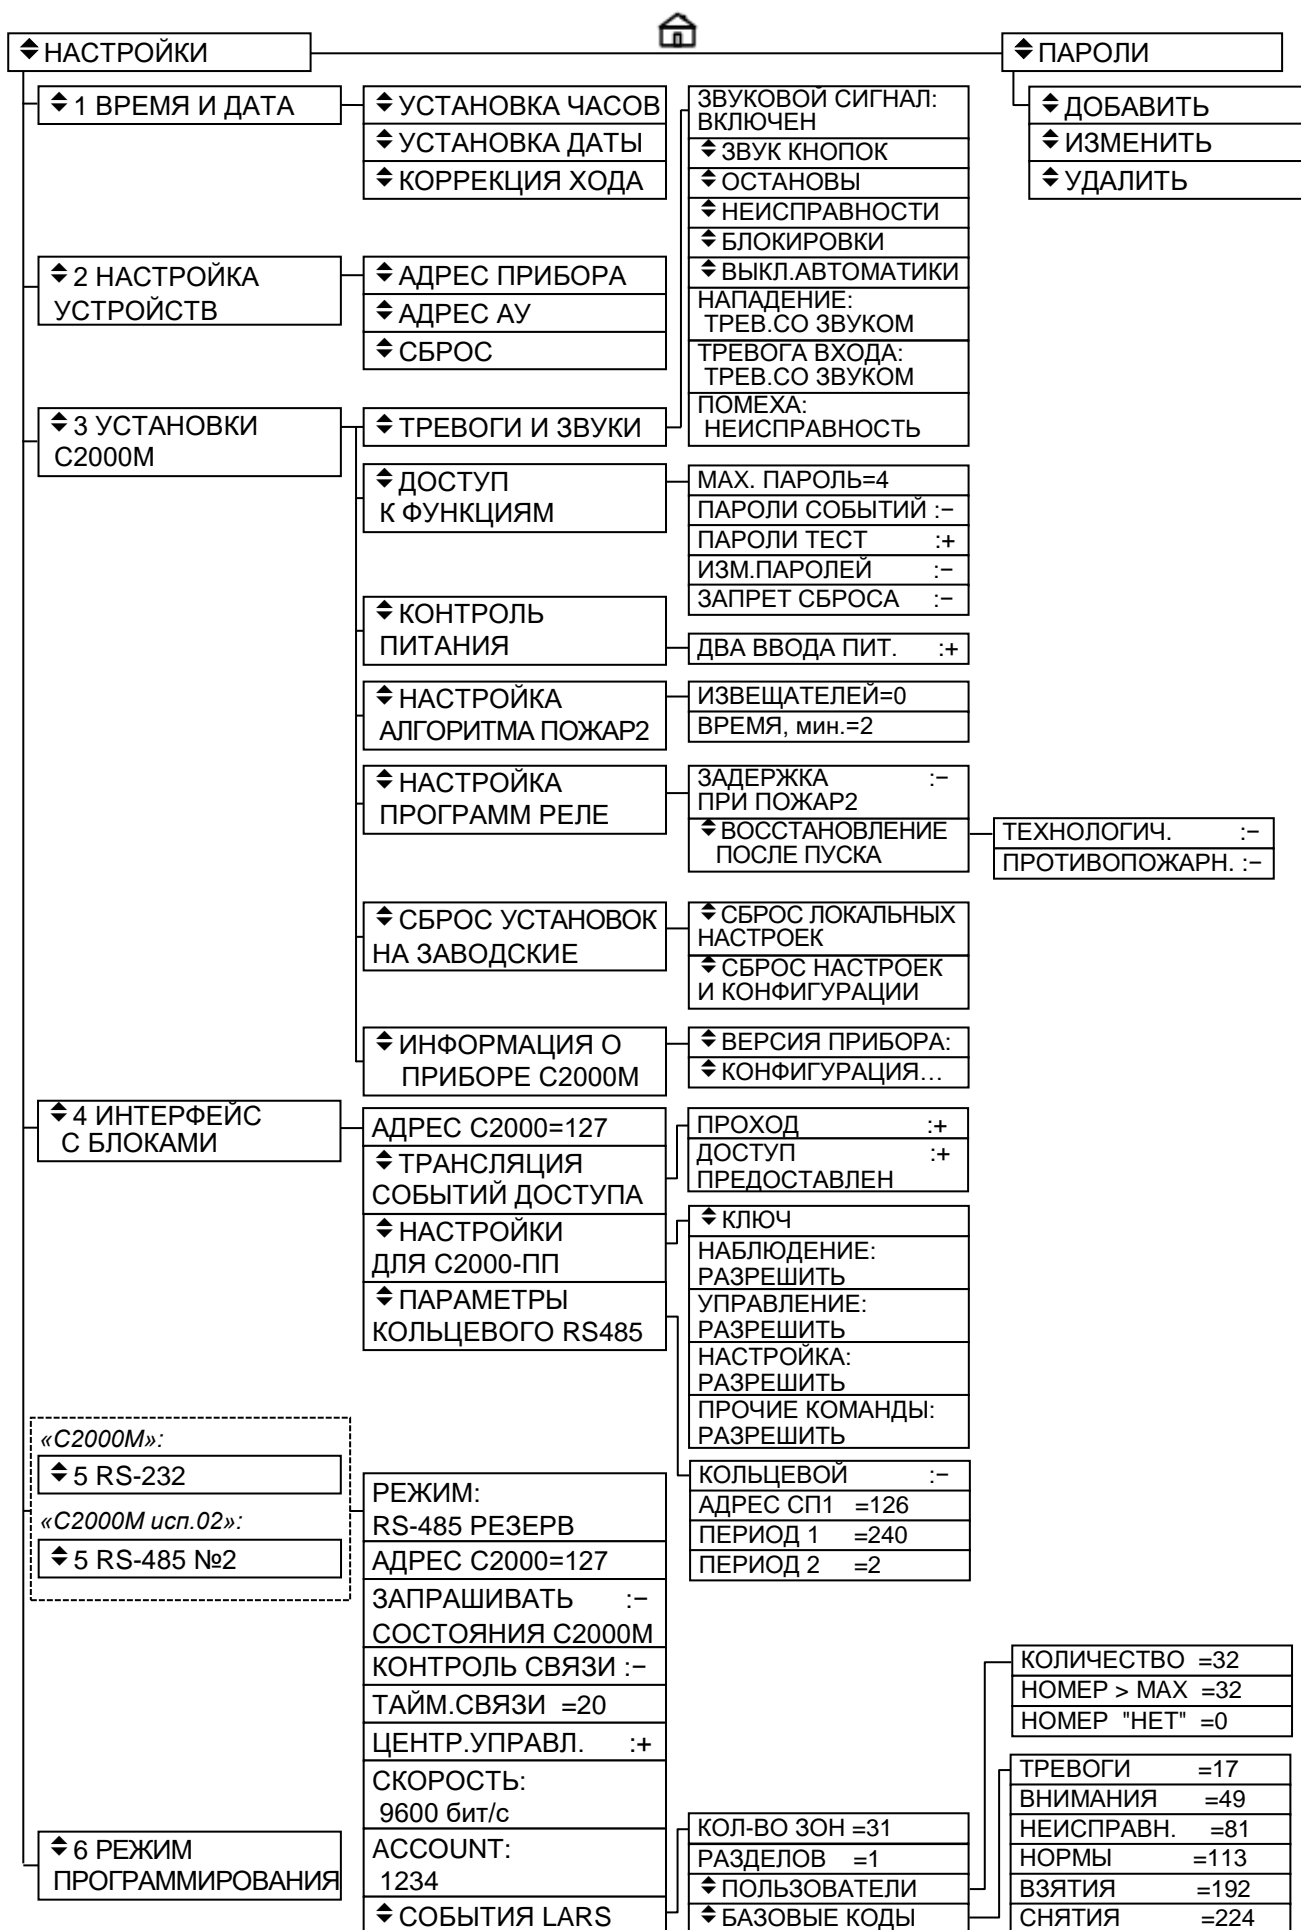 НАСТРОЙКИ
ПАРОЛИ
ДОБАВИТЬ
ИЗМЕНИТЬ
УДАЛИТЬ
1 ВРЕМЯ И ДАТА
УСТАНОВКА ЧАСОВ
УСТАНОВКА ДАТЫ
КОРРЕКЦИЯ ХОДА
2 НАСТРОЙКА
УСТРОЙСТВ
АДРЕС ПРИБОРА
АДРЕС АУ
СБРОС
3 УСТАНОВКИ
С2000М
ТРЕВОГИ И ЗВУКИ
ЗВУКОВОЙ СИГНАЛ:
ВКЛЮЧЕН
ЗВУК КНОПОК
ОСТАНОВЫ
НЕИСПРАВНОСТИ
БЛОКИРОВКИ
ВЫКЛ.АВТОМАТИКИ
НАПАДЕНИЕ:
ТРЕВ.СО ЗВУКОМ
ТРЕВОГА ВХОДА:
ТРЕВ.СО ЗВУКОМ
ПОМЕХА:
НЕИСПРАВНОСТЬ
ДОСТУП
К ФУНКЦИЯМ
МАХ. ПАРОЛЬ=4
ПАРОЛИ СОБЫТИЙ :−
ПАРОЛИ ТЕСТ :+
ИЗМ.ПАРОЛЕЙ :−
ЗАПРЕТ СБРОСА :−
КОНТРОЛЬ
ПИТАНИЯ
ДВА ВВОДА ПИТ. :+
НАСТРОЙКА
АЛГОРИТМА ПОЖАР2
ИЗВЕЩАТЕЛЕЙ=0
ВРЕМЯ, мин.=2
НАСТРОЙКА
ПРОГРАММ РЕЛЕ
ЗАДЕРЖКА :−
ПРИ ПОЖАР2
ВОССТАНОВЛЕНИЕ
ПОСЛЕ ПУСКА
ТЕХНОЛОГИЧ. :−
ПРОТИВОПОЖАРН. :−
СБРОС УСТАНОВОК
НА ЗАВОДСКИЕ
СБРОС ЛОКАЛЬНЫХ
НАСТРОЕК
СБРОС НАСТРОЕК
И КОНФИГУРАЦИИ
ИНФОРМАЦИЯ О
ПРИБОРЕ С2000М
ВЕРСИЯ ПРИБОРА:
КОНФИГУРАЦИЯ…
4 ИНТЕРФЕЙС
С БЛОКАМИ
АДРЕС С2000=127
ТРАНСЛЯЦИЯ
СОБЫТИЙ ДОСТУПА
ПРОХОД :+
ДОСТУП :+
ПРЕДОСТАВЛЕН
НАСТРОЙКИ
ДЛЯ С2000-ПП
КЛЮЧ
НАБЛЮДЕНИЕ:
РАЗРЕШИТЬ
УПРАВЛЕНИЕ:
РАЗРЕШИТЬ
НАСТРОЙКА:
РАЗРЕШИТЬ
ПРОЧИЕ КОМАНДЫ:
РАЗРЕШИТЬ
ПАРАМЕТРЫ
КОЛЬЦЕВОГО RS485
КОЛЬЦЕВОЙ :−
АДРЕС СП1 =126
ПЕРИОД 1 =240
ПЕРИОД 2 =2
«С2000М»:
5 RS-232
«С2000М исп.02»:
5 RS-485 №2
РЕЖИМ:
RS-485 РЕЗЕРВ
АДРЕС С2000=127
ЗАПРАШИВАТЬ :−
СОСТОЯНИЯ С2000М
КОНТРОЛЬ СВЯЗИ :−
ТАЙМ.СВЯЗИ =20
ЦЕНТР.УПРАВЛ. :+
СКОРОСТЬ:
9600 бит/с
ACCOUNT:
1234
СОБЫТИЯ LARS
КОЛ-ВО ЗОН =31
РАЗДЕЛОВ =1
ПОЛЬЗОВАТЕЛИ
БАЗОВЫЕ КОДЫ
КОЛИЧЕСТВО =32
НОМЕР > МАХ =32
НОМЕР "НЕТ" =0
ТРЕВОГИ =17
ВНИМАНИЯ =49
НЕИСПРАВН. =81
НОРМЫ =113
ВЗЯТИЯ =192
СНЯТИЯ =224
6 РЕЖИМ
ПРОГРАММИРОВАНИЯ